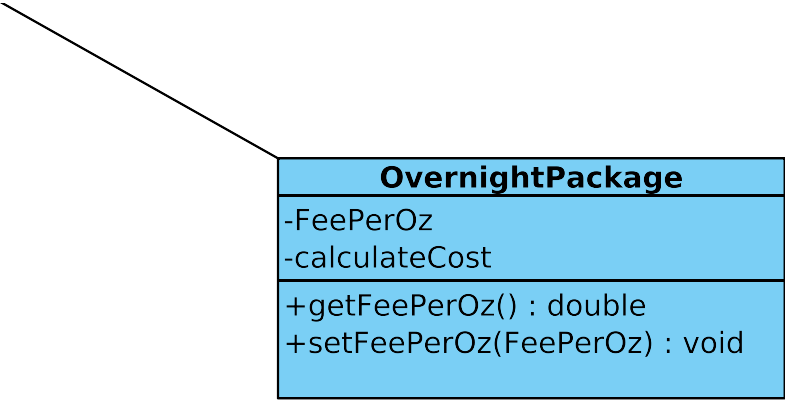 OvernightPackage
-FeePerOz
-calculateCost
+getFeePerOz() : double
+setFeePerOz(FeePerOz) : void